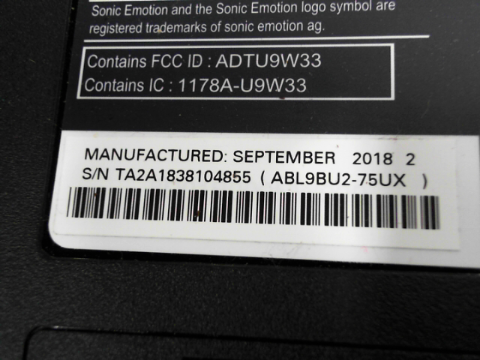 Sonic Emotion and the Sonic Emotion logo symbol are
registered trademarks of sonic emotion ag.
Contains FCC ID : ADTU9W33
Contains IC : 1178A-U9W33
MANUFACTURED: SEPTEMBER 2018 2
S/N TA2A1838104855 ( ABL9BU2-75UX )